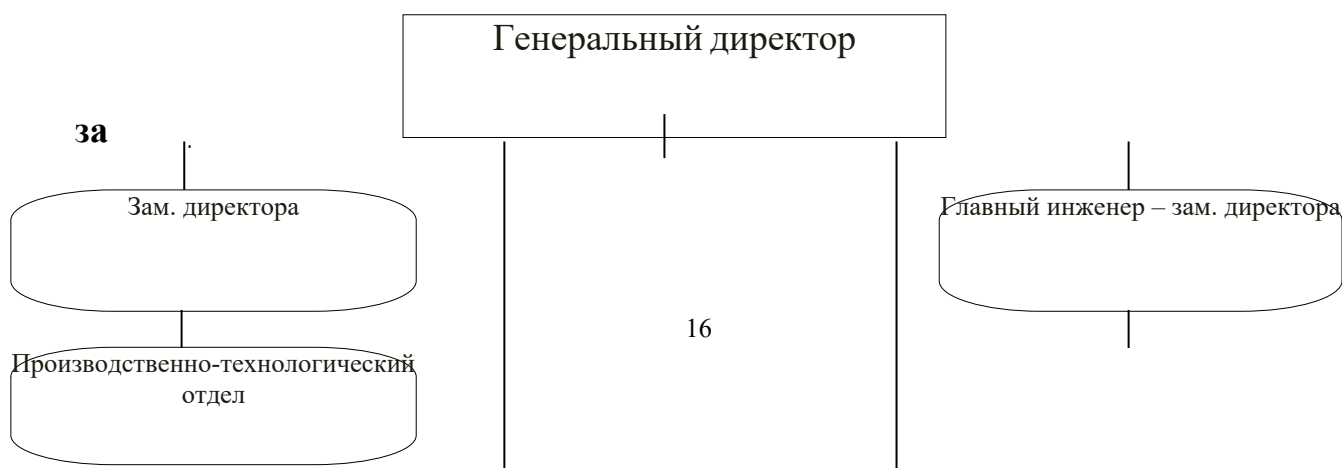 Генеральный директор
за
Зам. директора
Главный инженер – зам. директора
16
Производственно-технологический
отдел